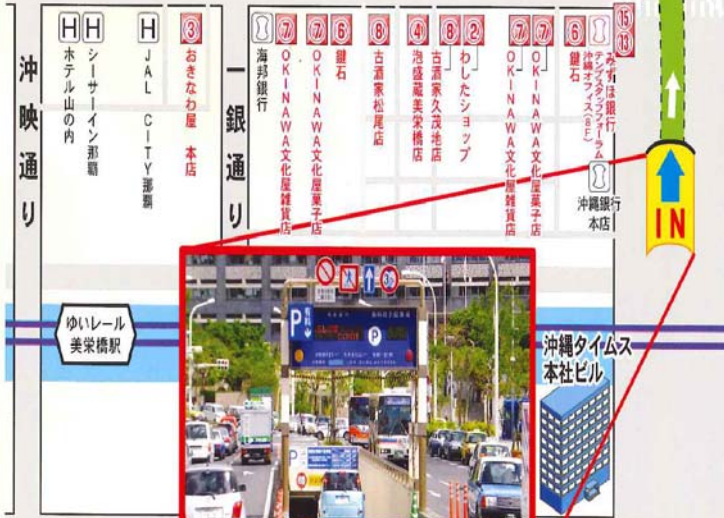 沖映通り
H
ホテル山の内
H
シーサーイン那覇
H
JAL CITY那覇
③
おきなわ屋 本店
一銀通り
海邦銀行
⑦
OKINAWA文化屋雑貨店
⑦
OKINAWA文化屋菓子店
⑥
鍵石
⑧
古酒家松尾店
④
泡盛蔵美栄橋店
⑧
古酒家久茂地店
②
わしたショップ
⑦
OKINAWA文化屋雑貨店
⑦
OKINAWA文化屋菓子店
⑥
鍵石
みずほ銀行
テンプスタッフフォーラム
沖縄オフィス(8F)
⑮
⑬
沖縄銀行
本店
IN
ゆいレール
美栄橋駅
沖縄タイムス
本社ビル
P
P
P